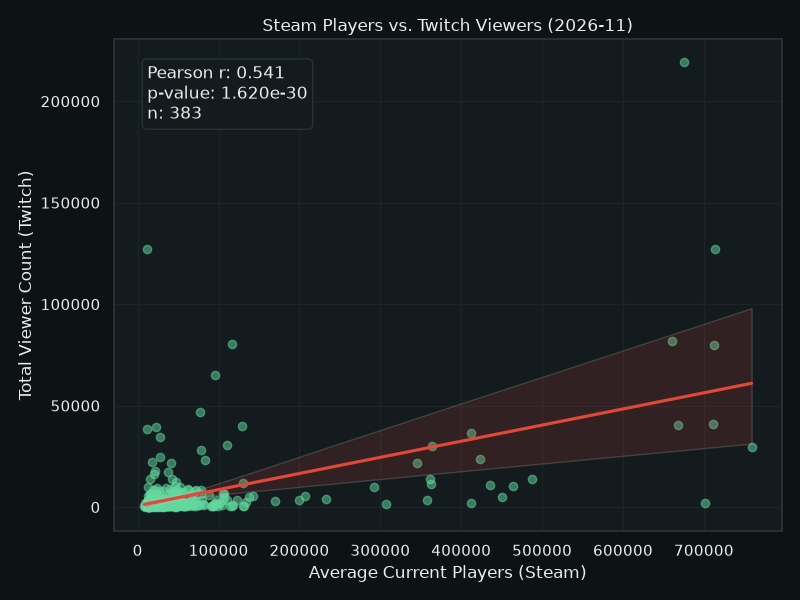 Steam Players vs. Twitch Viewers (2026-11)
Pearson r: 0.541
p-value: 1.620e-30
n: 383
Total Viewer Count (Twitch)
200000
150000
100000
50000
0
0 100000 200000 300000 400000 500000 600000 700000
Average Current Players (Steam)